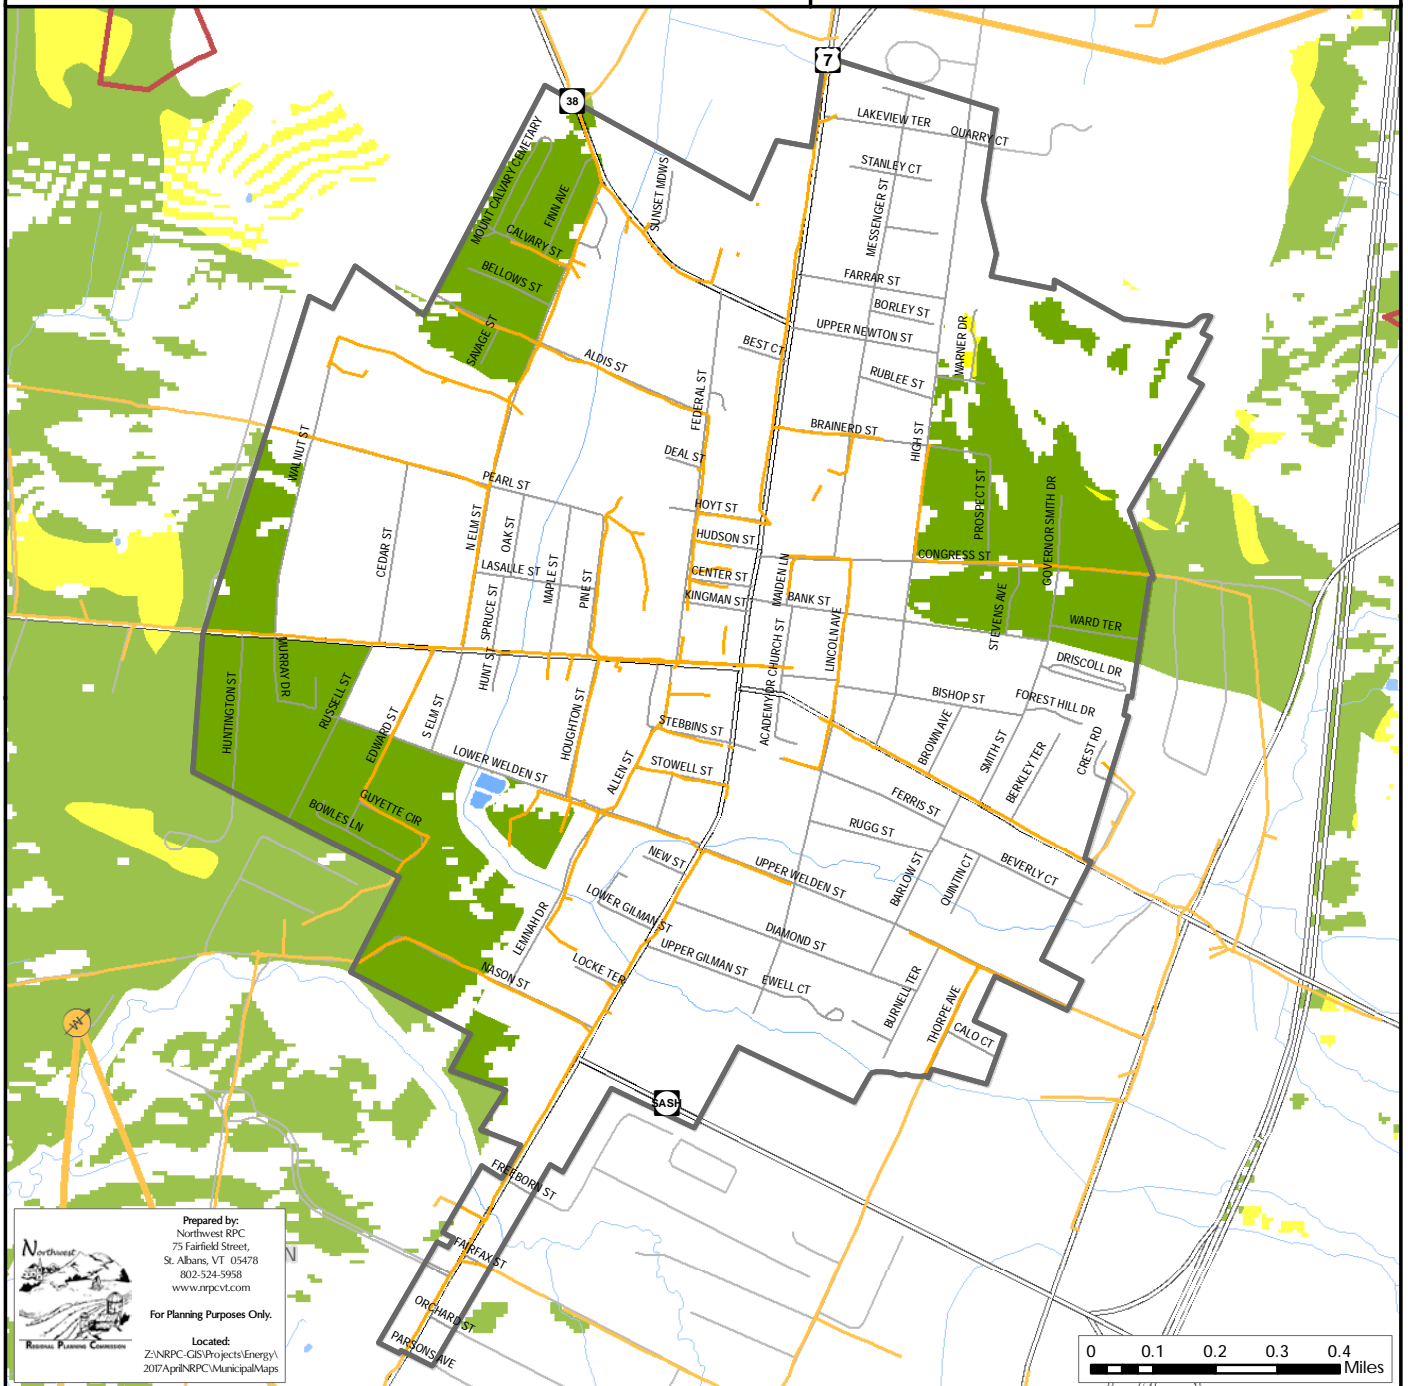 7
38
LAKEVIEW TER
QUARRY CT
STANLEY CT
MOUNT CALVARY CEMETARY
FINN AVE
SUNSET MDWS
MESSENGER ST
CALVARY ST
BELLOWS ST
SAVAGE ST
FARRAR ST
BORLEY ST
UPPER NEWTON ST
WARNER DR
BEST CT
ALDIS ST
RUBLEE ST
FEDERAL ST
BRAINERD ST
HIGH ST
WALNUT ST
DEAL ST
PEARL ST
PROSPECT ST
GOVERNOR SMITH DR
HOYT ST
N ELM ST
OAK ST
CEDAR ST
HUDSON ST
CONGRESS ST
LASALLE ST
MAPLE ST
PINE ST
CENTER ST
MAIDEN LN
KINGMAN ST
BANK ST
SPRUCE ST
LINCOLN AVE
STEVENS AVE
WARD TER
CHURCH ST
HUNT ST
MURRAY DR
DRISCOLL DR
HUNTINGTON ST
RUSSELL ST
BISHOP ST
FOREST HILL DR
ACADEMY DR
S ELM ST
EDWARD ST
HOUGHTON ST
STEBBINS ST
BROWN AVE
SMITH ST
CREST RD
LOWER WELDEN ST
ALLEN ST
STOWELL ST
BERKLEY TER
GUYETTE CIR
BOWLES LN
FERRIS ST
RUGG ST
NEW ST
UPPER WELDEN ST
BARLOW ST
QUINTIN CT
BEVERLY CT
LOWER GILMAN ST
LEMNAH DR
DIAMOND ST
UPPER GILMAN ST
EWELL CT
LOCKE TER
NASON ST
BURNELL TER
THORPE AVE
CALO CT
W
SASH
FREEBORN ST
FAIRFAX ST
ORCHARD ST
PARSONS AVE
N
Northwest
REGIONAL PLANNING COMMISSION
Prepared by:
Northwest RPC
75 Fairfield Street,
St. Albans, VT 05478
802-524-5958
www.nrpcvt.com
For Planning Purposes Only.
Located:
Z:\NRPC-GIS\Projects\Energy\
2017AprilNRPC\MunicipalMaps
0 0.1 0.2 0.3 0.4
Miles